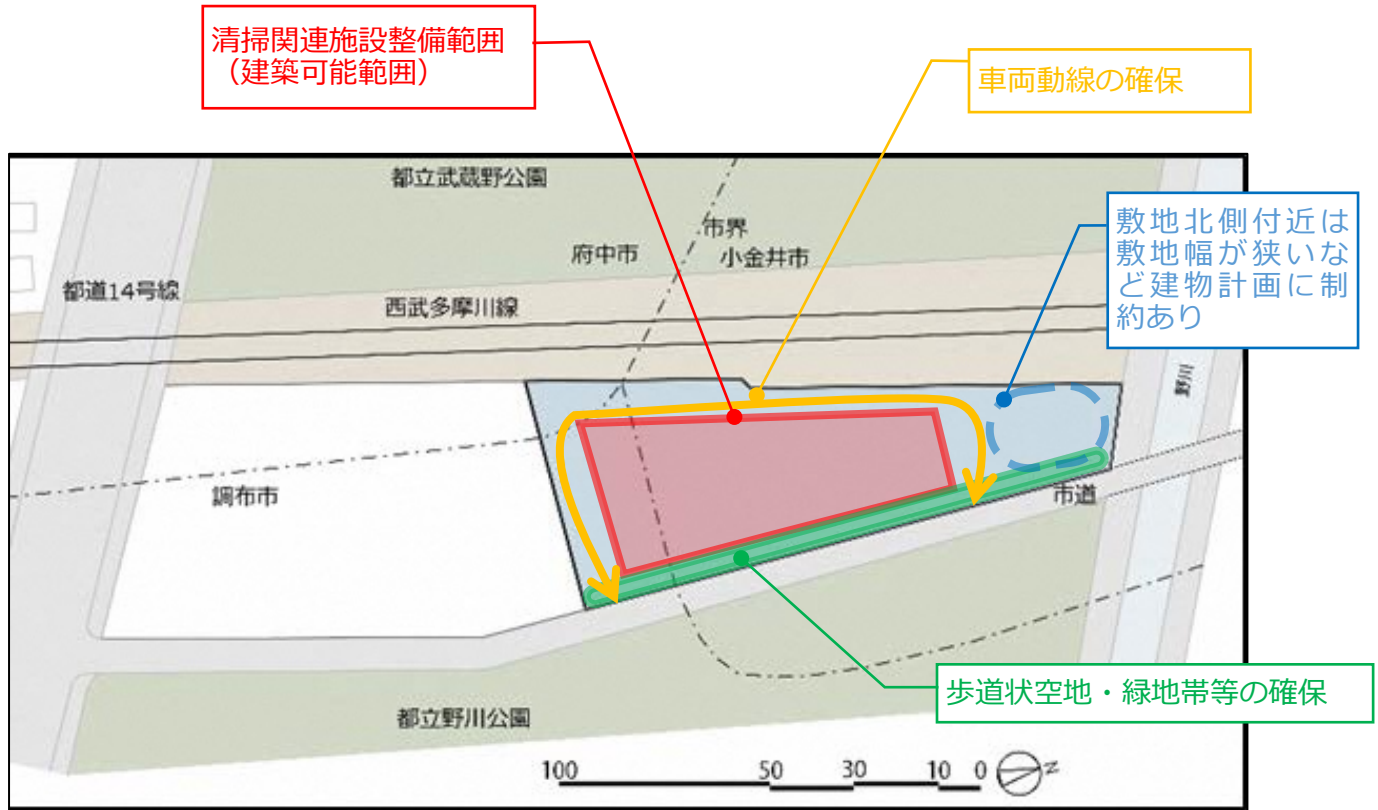 清掃関連施設整備範囲
（建築可能範囲）
車両動線の確保
都立武蔵野公園
市界
府中市
小金井市
敷地北側付近は
敷地幅が狭いな
ど建物計画に制
約あり
都道14号線
西武多摩川線
野川
調布市
市道
歩道状空地・緑地帯等の確保
都立野川公園
100 50 30 10 0 N